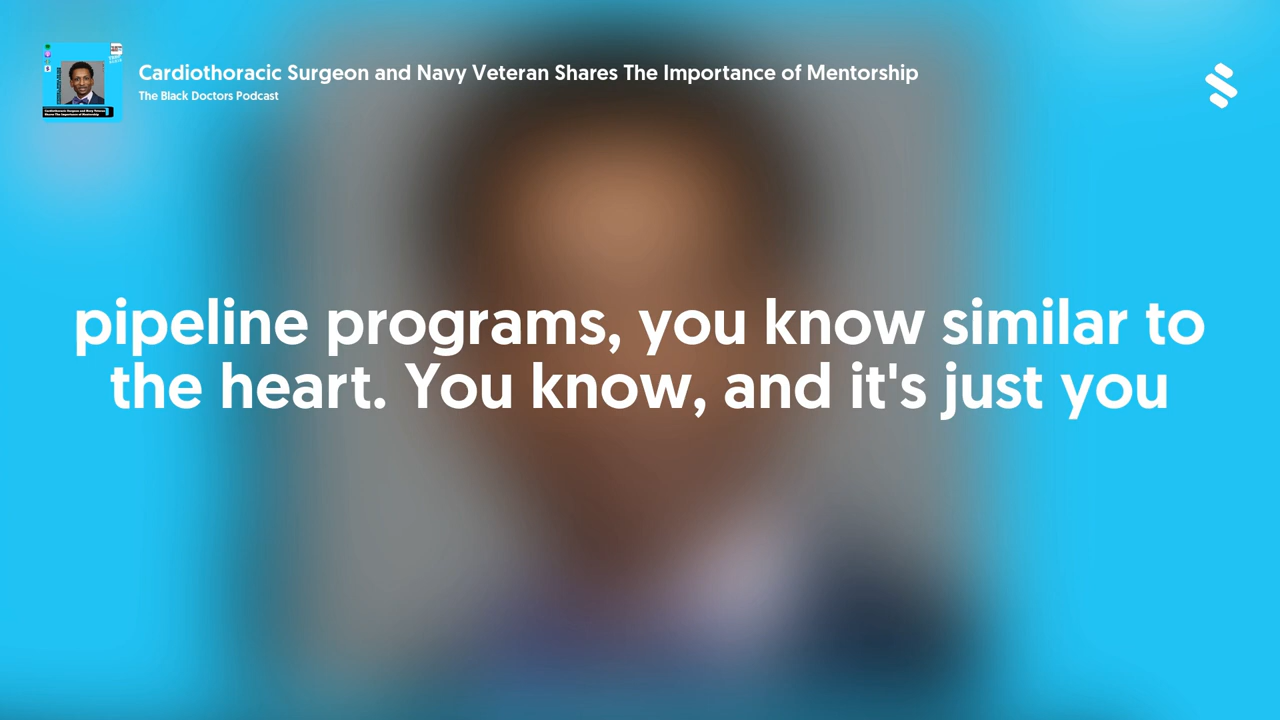 Cardiothoracic Surgeon and Navy Veteran Shares The Importance of Mentorship
The Black Doctors Podcast
pipeline programs, you know similar to
the heart. You know, and it's just you